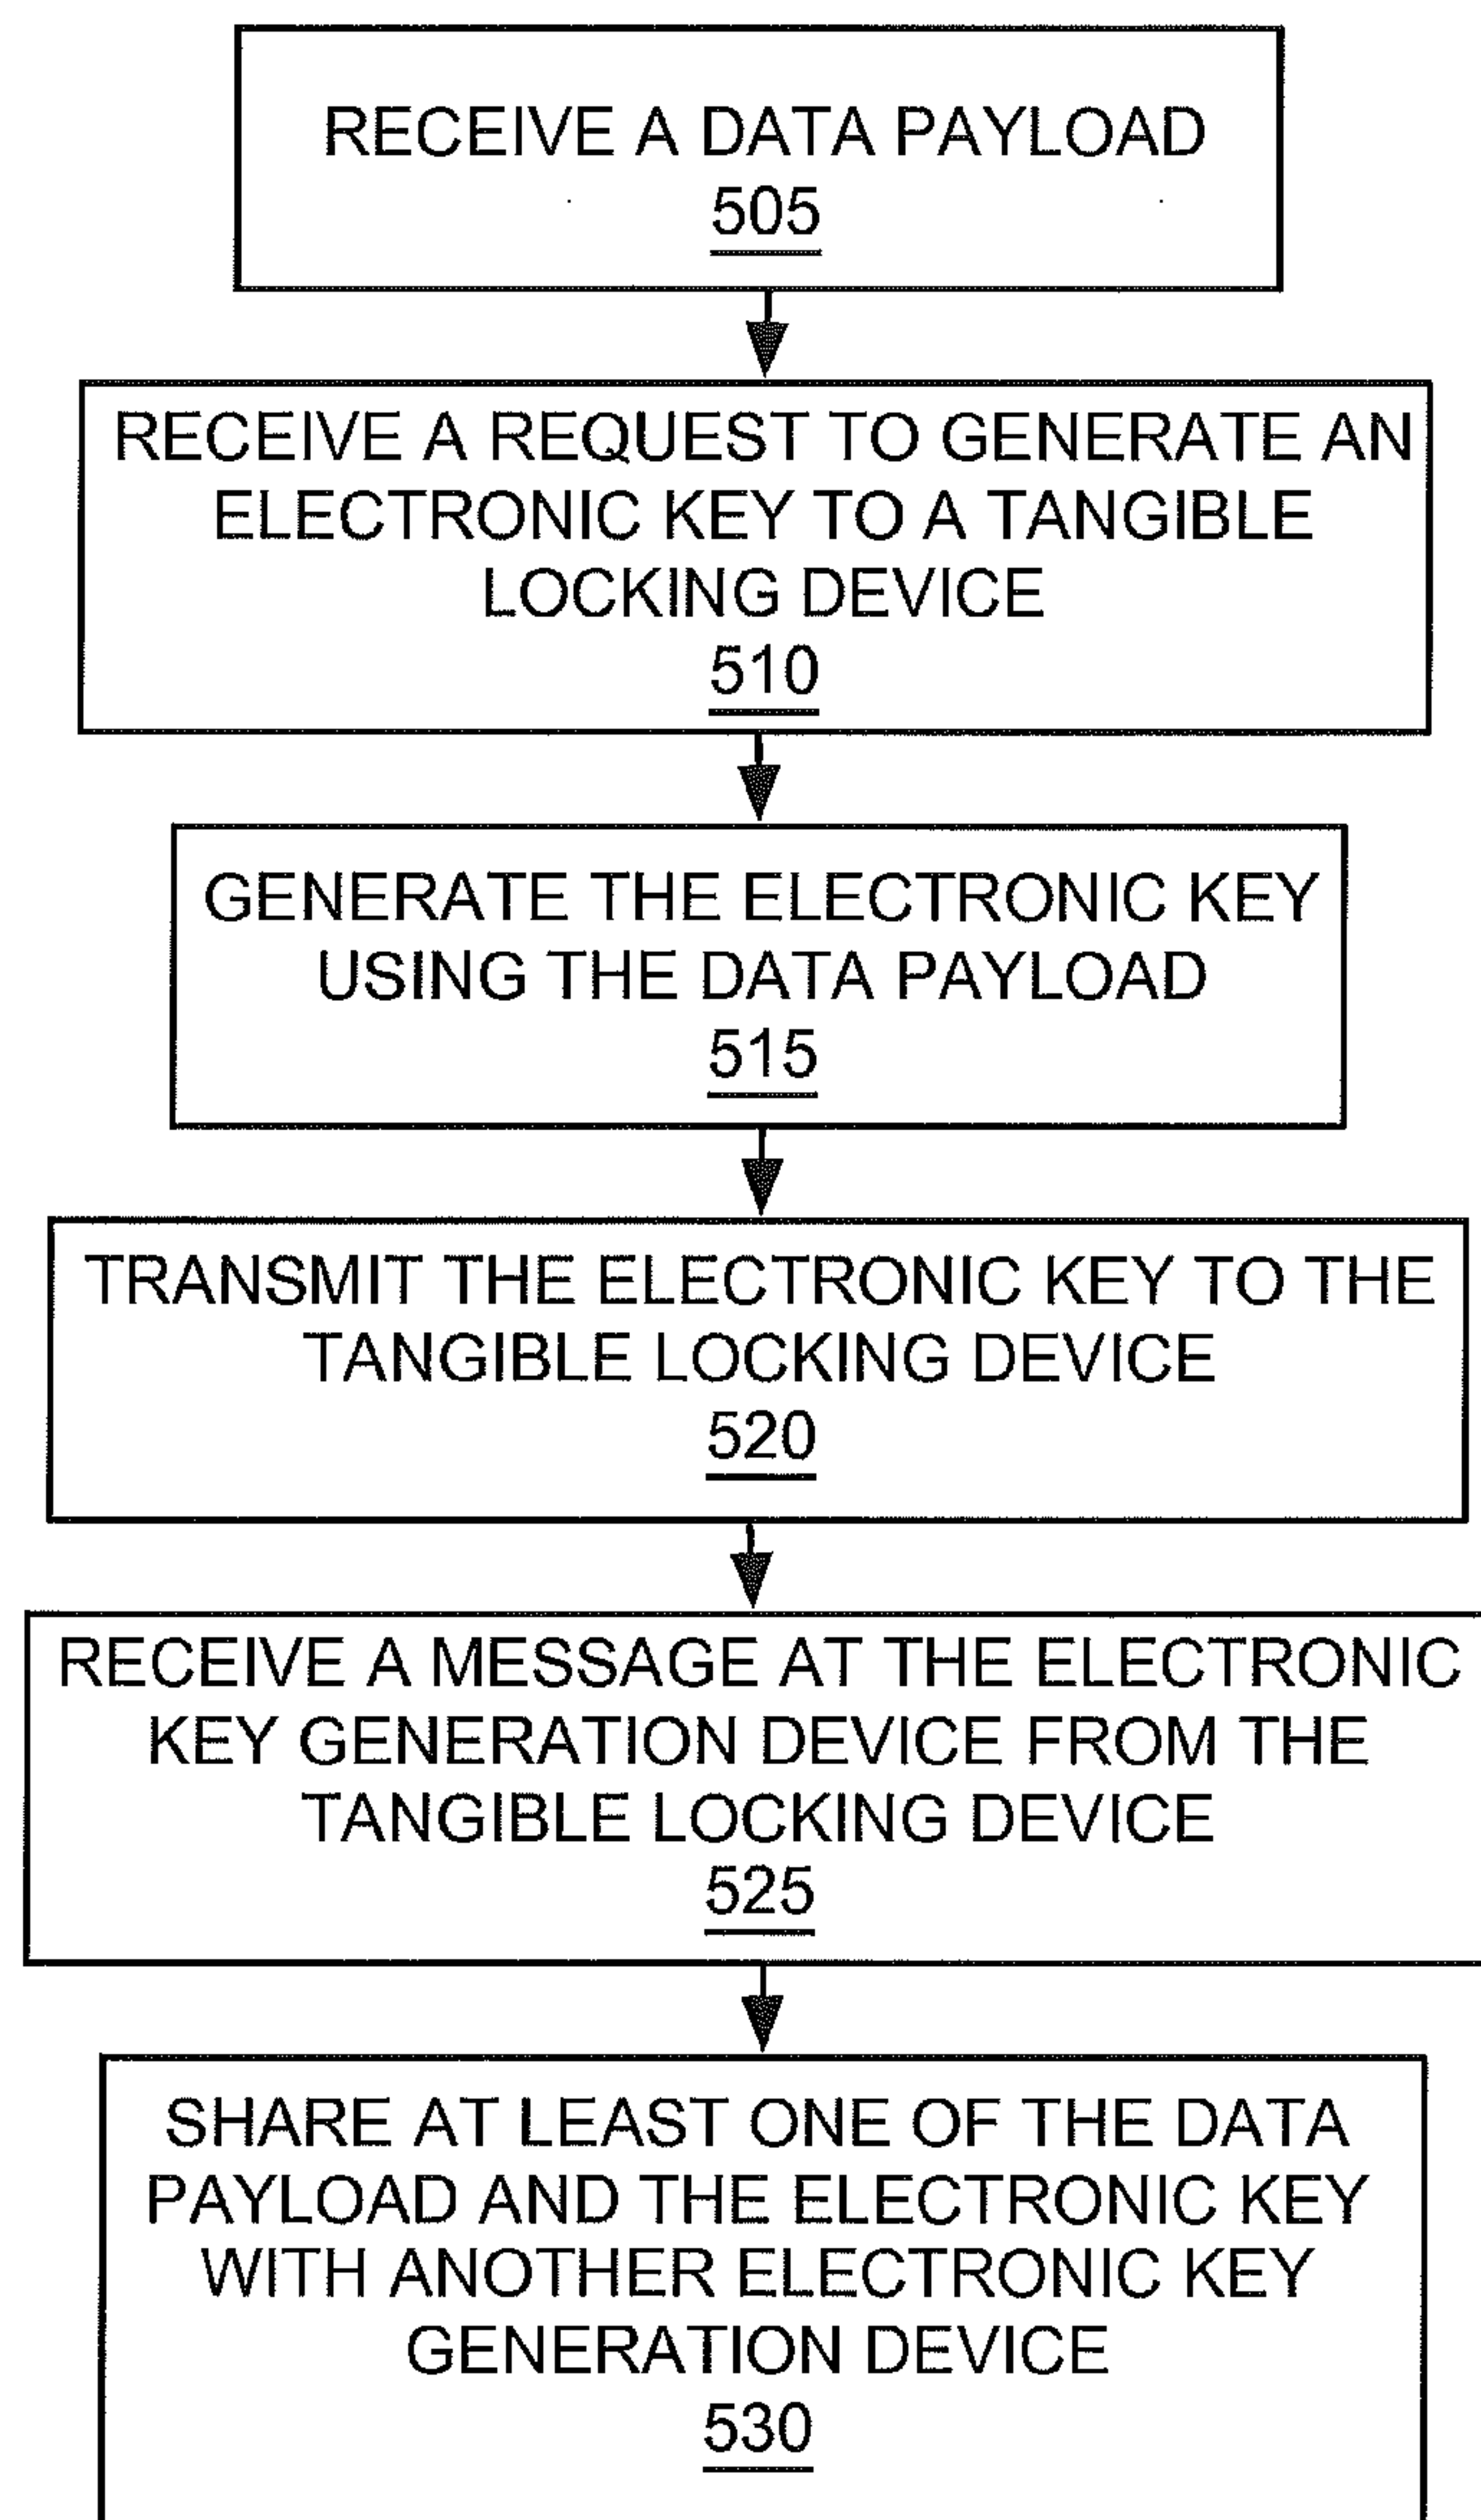 RECEIVE A DATA PAYLOAD
505
RECEIVE A REQUEST TO GENERATE AN
ELECTRONIC KEY TO A TANGIBLE
LOCKING DEVICE
510
GENERATE THE ELECTRONIC KEY
USING THE DATA PAYLOAD
515
TRANSMIT THE ELECTRONIC KEY TO THE
TANGIBLE LOCKING DEVICE
520
RECEIVE A MESSAGE AT THE ELECTRONIC
KEY GENERATION DEVICE FROM THE
TANGIBLE LOCKING DEVICE
525
SHARE AT LEAST ONE OF THE DATA
PAYLOAD AND THE ELECTRONIC KEY
WITH ANOTHER ELECTRONIC KEY
GENERATION DEVICE
530